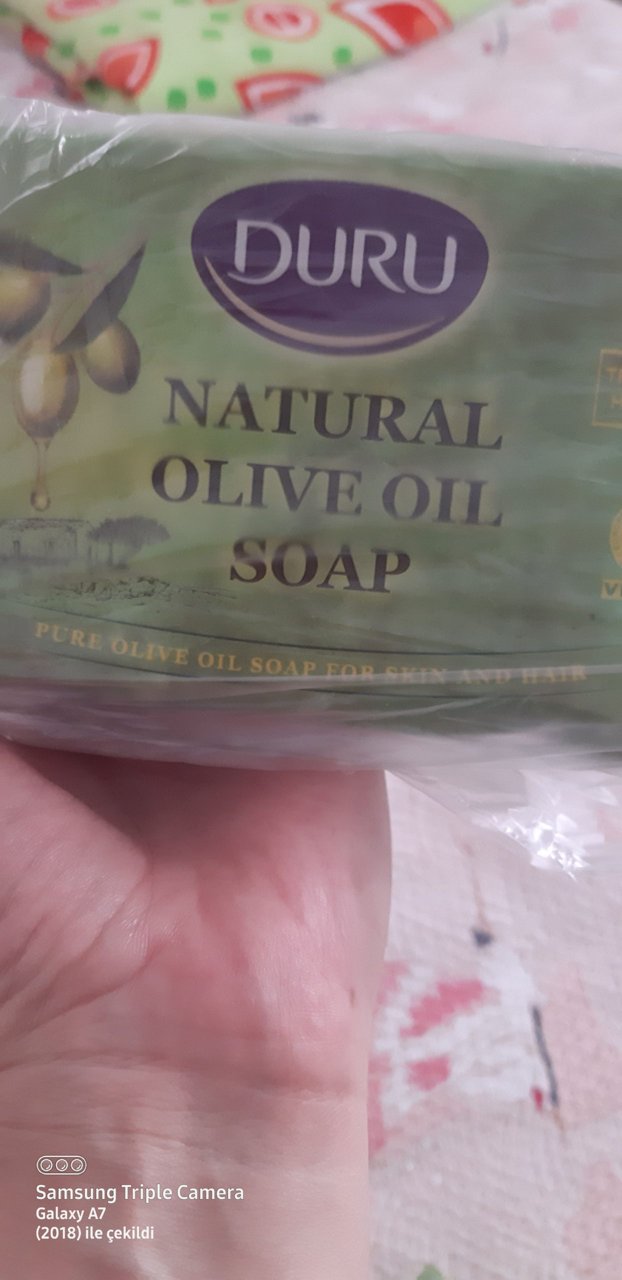 DURU
NATURAL
OLIVE OIL
SOAP
PURE OLIVE OIL SOAP FOR SKIN AND HAIR
Samsung Triple Camera
Galaxy A7
(2018) ile çekildi